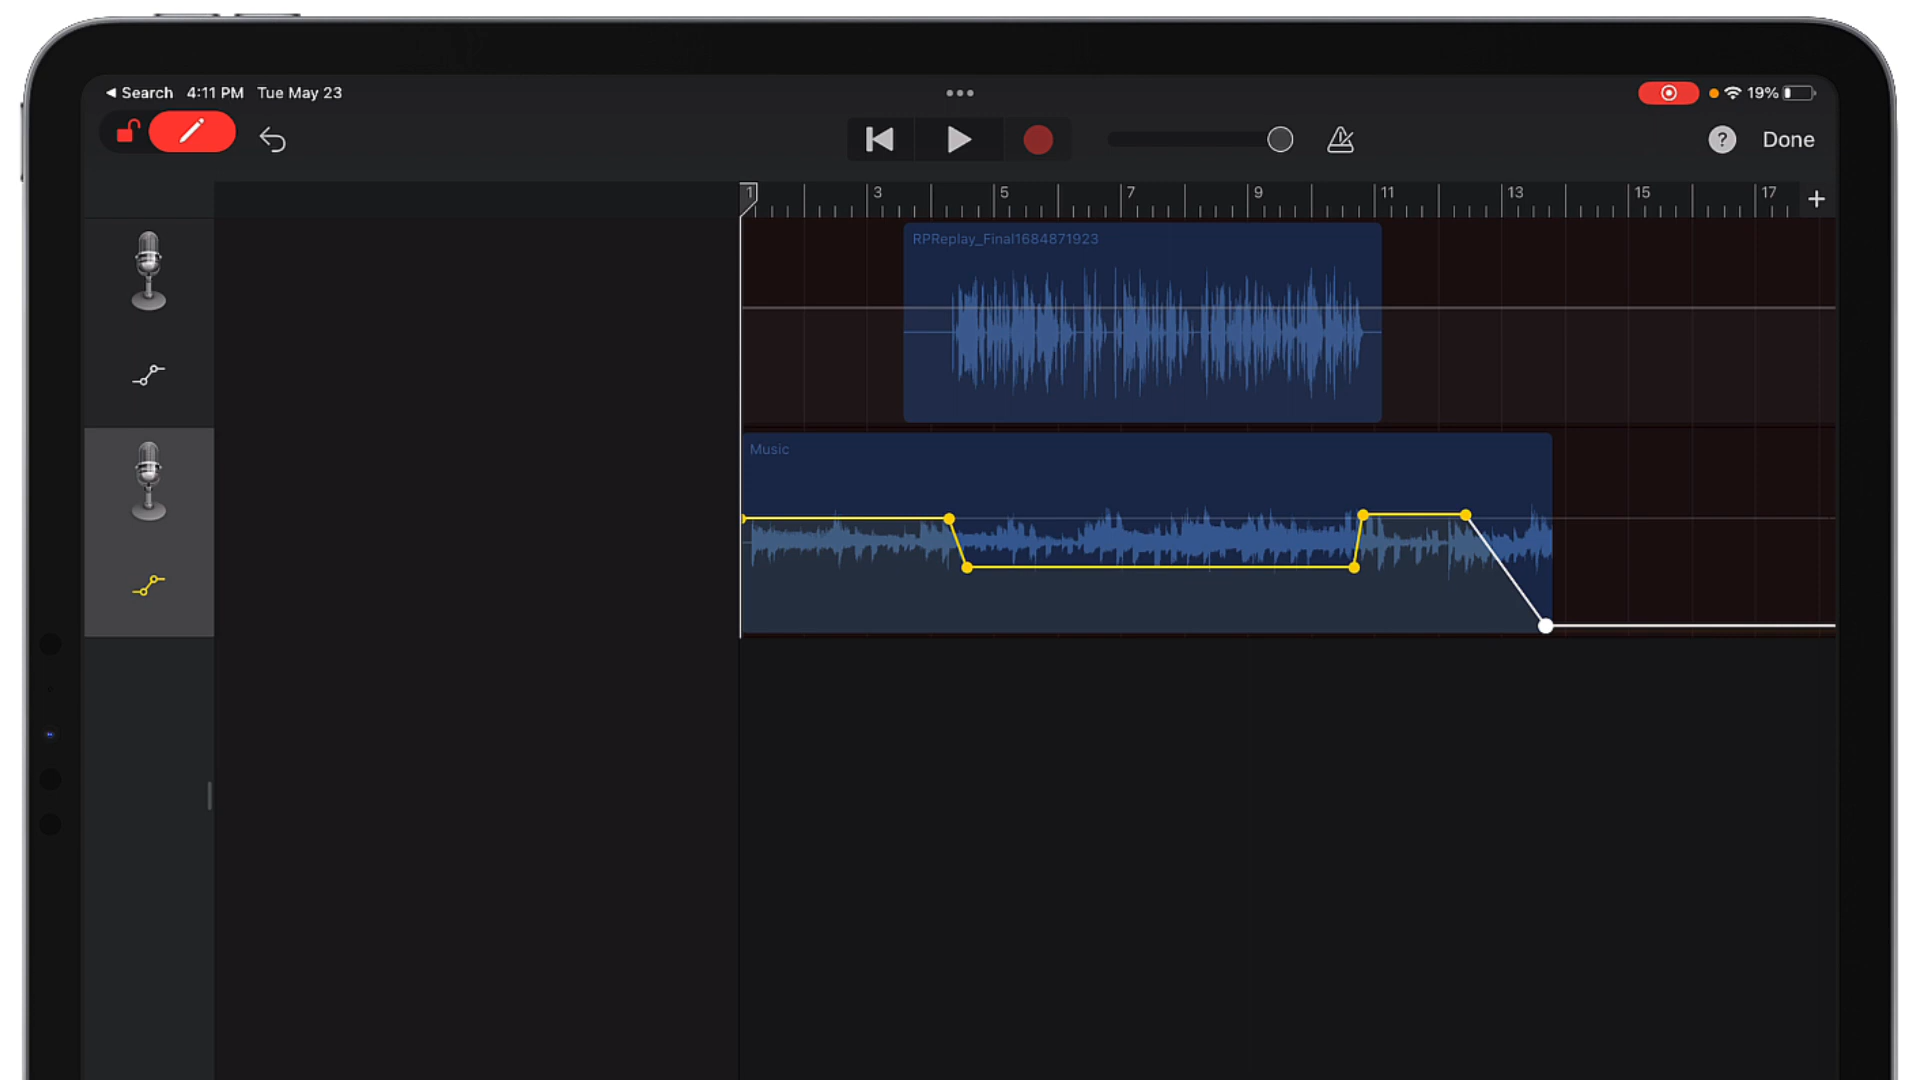 ◀ Search 4:11 PM Tue May 23
19%
? Done
1 3 5 7 9 11 13 15 17 +
RPReplay_Final1684871923
Music